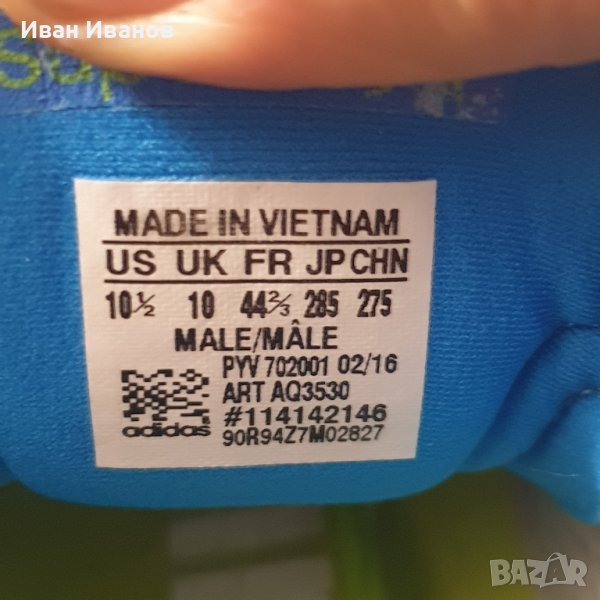 Иван Иванов
MADE IN VIETNAM
US UK FR JP CHN
10½ 10 44⅔ 285 275
MALE/MÂLE
PYV 702001 02/16
ART AQ3530
#114142146
adidas 90R94Z7M02827
BAZAR